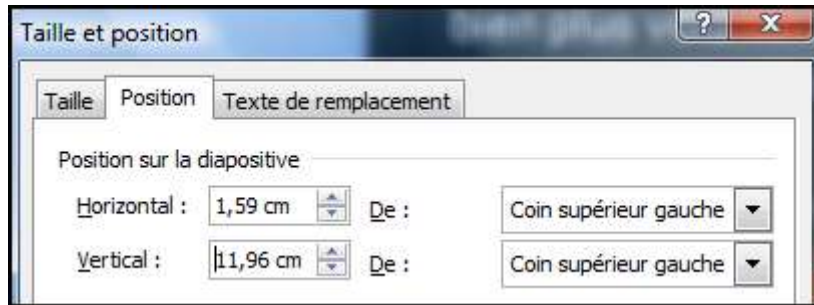 Taille et position
Taille Position Texte de remplacement
Position sur la diapositive
Horizontal : 1,59 cm De : Coin supérieur gauche
Vertical : 11,96 cm De : Coin supérieur gauche